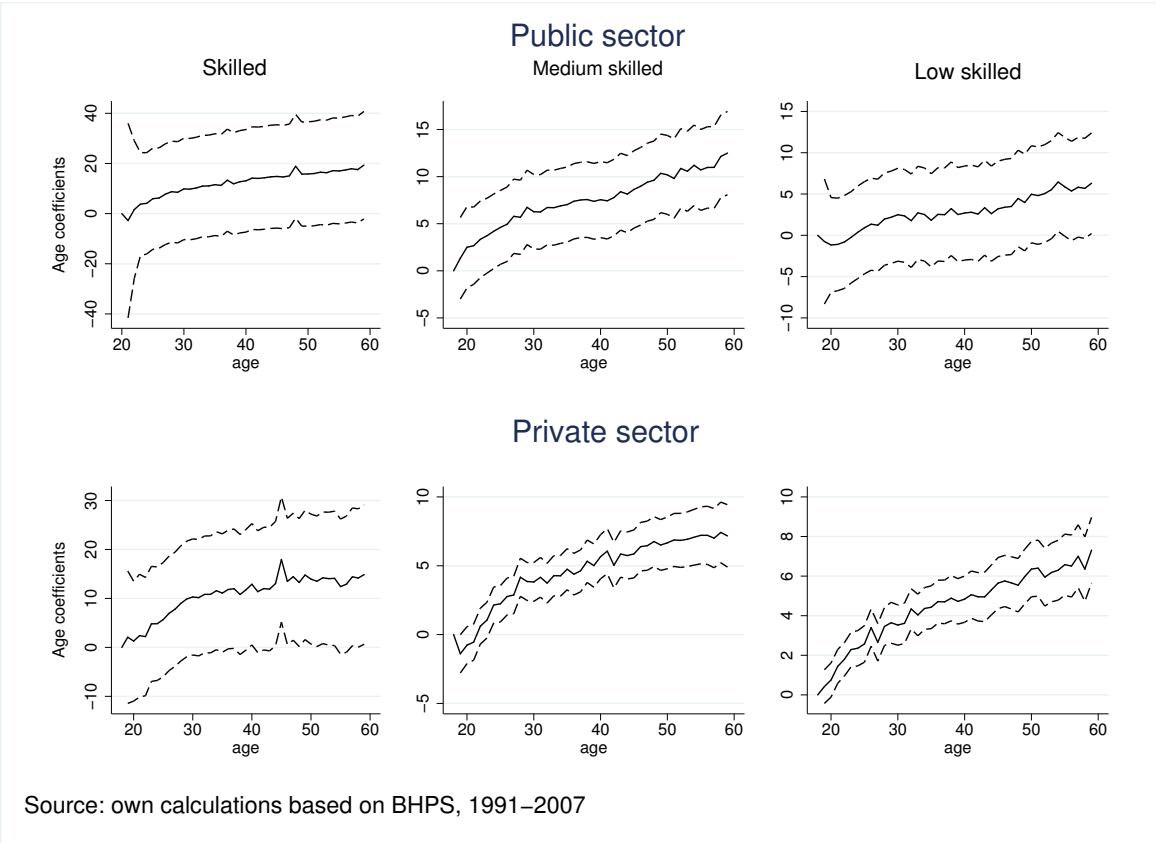 Public sector
Skilled
Medium skilled
Low skilled
Age coefficients
40
20
0
−20
−40
20 30 40 50 60
age
15
10
5
0
−5
20 30 40 50 60
age
15
10
5
0
−5
−10
20 30 40 50 60
age
Private sector
Age coefficients
30
20
10
0
−10
20 30 40 50 60
age
10
5
0
−5
20 30 40 50 60
age
10
8
6
4
2
0
20 30 40 50 60
age
Source: own calculations based on BHPS, 1991−2007